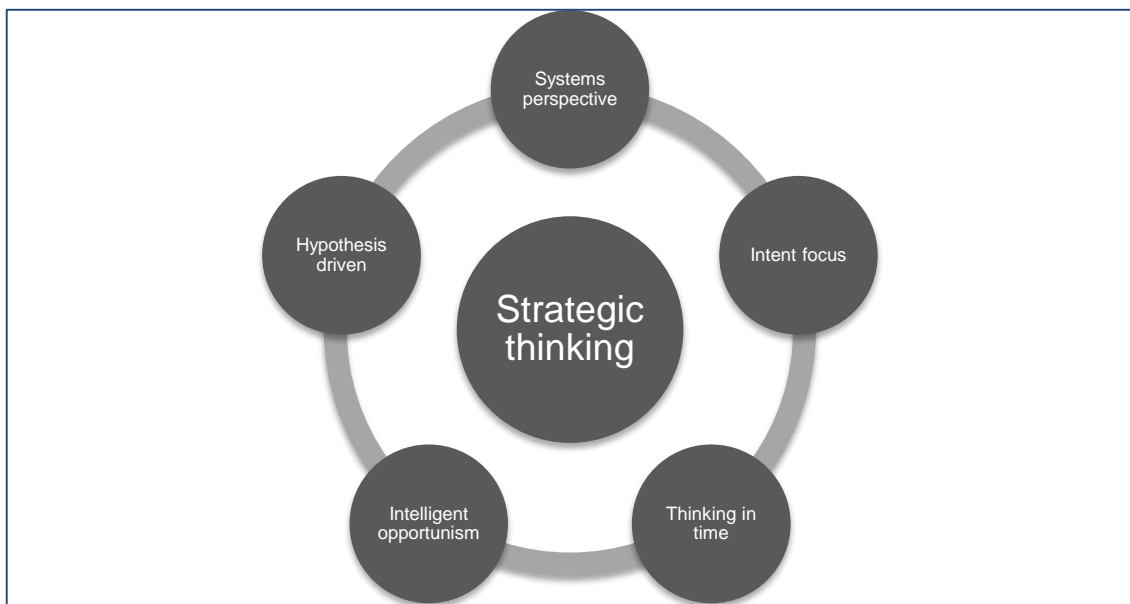 Systems
perspective
Intent focus
Thinking in
time
Intelligent
opportunism
Hypothesis
driven
Strategic
thinking